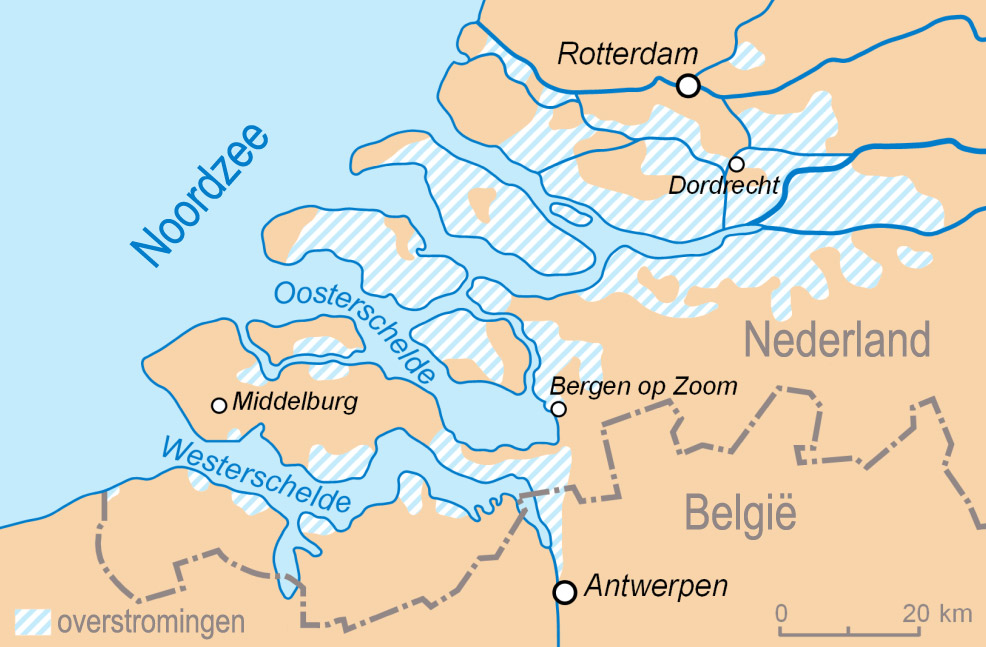 Rotterdam
Noordzee
Dordrecht
Oosterschelde
Nederland
Bergen op Zoom
Middelburg
Westerschelde
België
Antwerpen
overstromingen
0 20 km